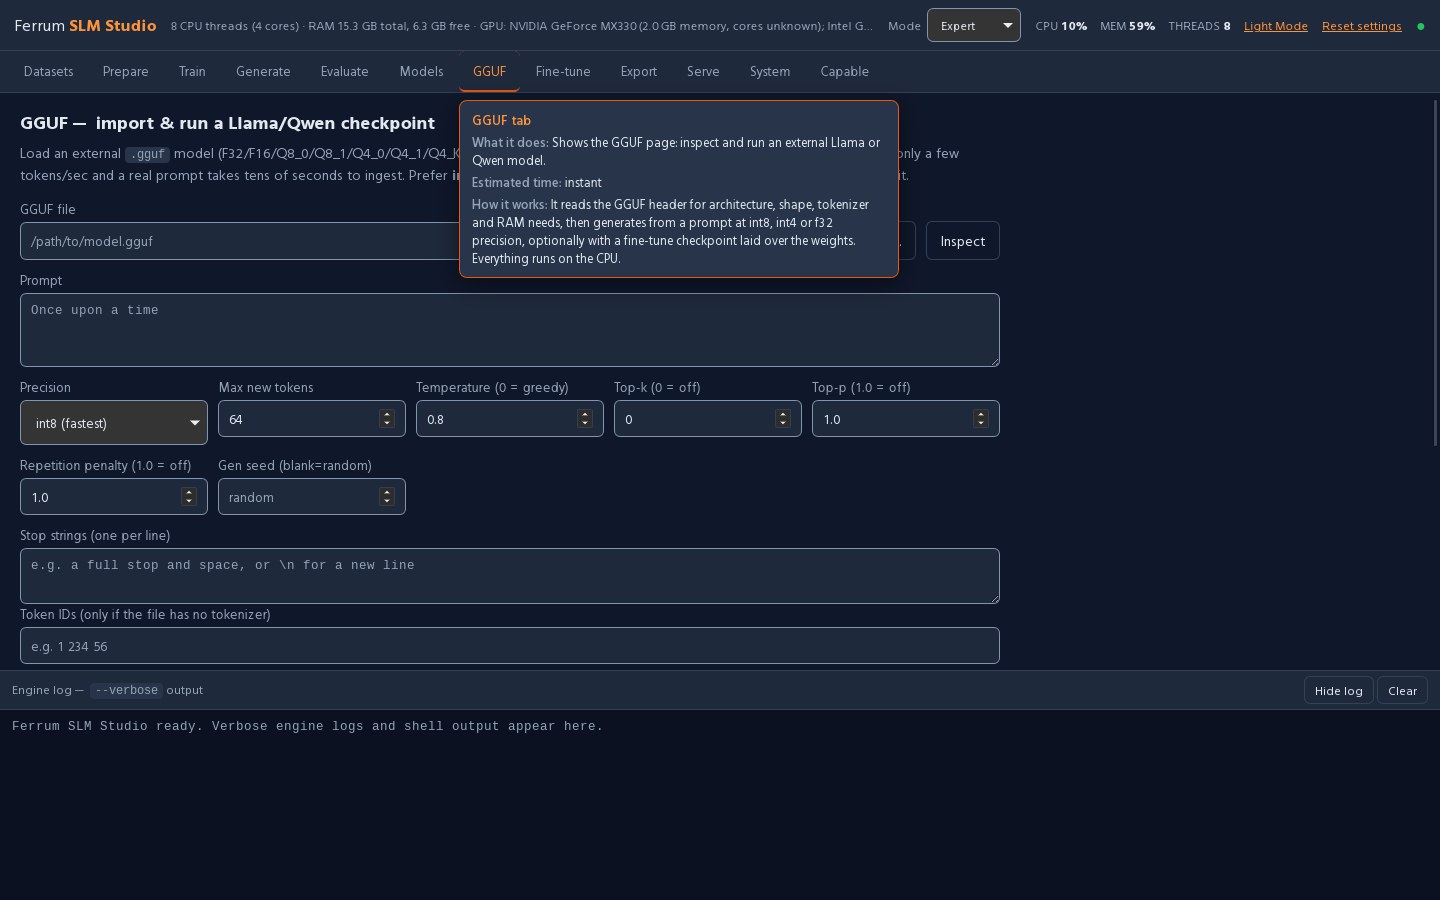 Ferrum SLM Studio
8 CPU threads (4 cores) · RAM 15.3 GB total, 6.3 GB free · GPU: NVIDIA GeForce MX330 (2.0 GB memory, cores unknown); Intel G...
Mode
Expert
CPU 10%
MEM 59%
THREADS 8
Light Mode
Reset settings
Datasets
Prepare
Train
Generate
Evaluate
Models
GGUF
Fine-tune
Export
Serve
System
Capable
GGUF — import & run a Llama/Qwen checkpoint
Load an external .gguf model (F32/F16/Q8_0/Q8_1/Q4_0/Q4_1/Q4_K
only a few
tokens/sec and a real prompt takes tens of seconds to ingest. Prefer
it.
GGUF tab
What it does: Shows the GGUF page: inspect and run an external Llama or
Qwen model.
Estimated time: instant
How it works: It reads the GGUF header for architecture, shape, tokenizer
and RAM needs, then generates from a prompt at int8, int4 or f32
precision, optionally with a fine-tune checkpoint laid over the weights.
Everything runs on the CPU.
GGUF file
/path/to/model.gguf
Inspect
Prompt
Once upon a time
Precision
Max new tokens
Temperature (0 = greedy)
Top-k (0 = off)
Top-p (1.0 = off)
int8 (fastest)
64
0.8
0
1.0
Repetition penalty (1.0 = off)
Gen seed (blank=random)
1.0
random
Stop strings (one per line)
e.g. a full stop and space, or \n for a new line
Token IDs (only if the file has no tokenizer)
e.g. 1 234 56
Engine log — --verbose output
Hide log
Clear
Ferrum SLM Studio ready. Verbose engine logs and shell output appear here.